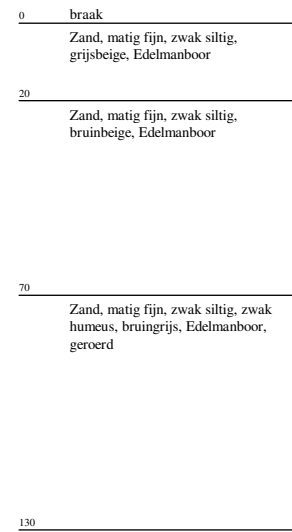 0 braak
Zand, matig fijn, zwak siltig,
grijsbeige, Edelmanboor
20
Zand, matig fijn, zwak siltig,
bruinbeige, Edelmanboor
70
Zand, matig fijn, zwak siltig, zwak
humeus, bruingrijs, Edelmanboor,
geroerd
130